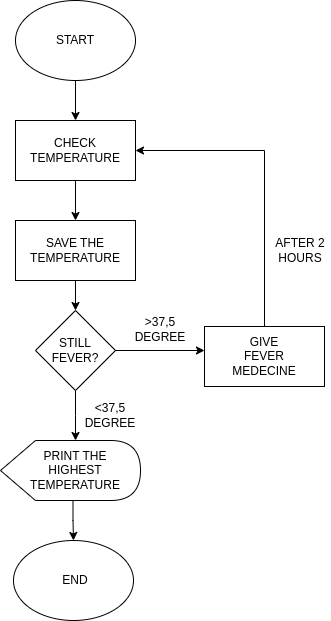 START
CHECK
TEMPERATURE
SAVE THE
TEMPERATURE
AFTER 2
HOURS
>37,5
DEGREE
STILL
FEVER?
GIVE
FEVER
MEDECINE
<37,5
DEGREE
PRINT THE
HIGHEST
TEMPERATURE
END